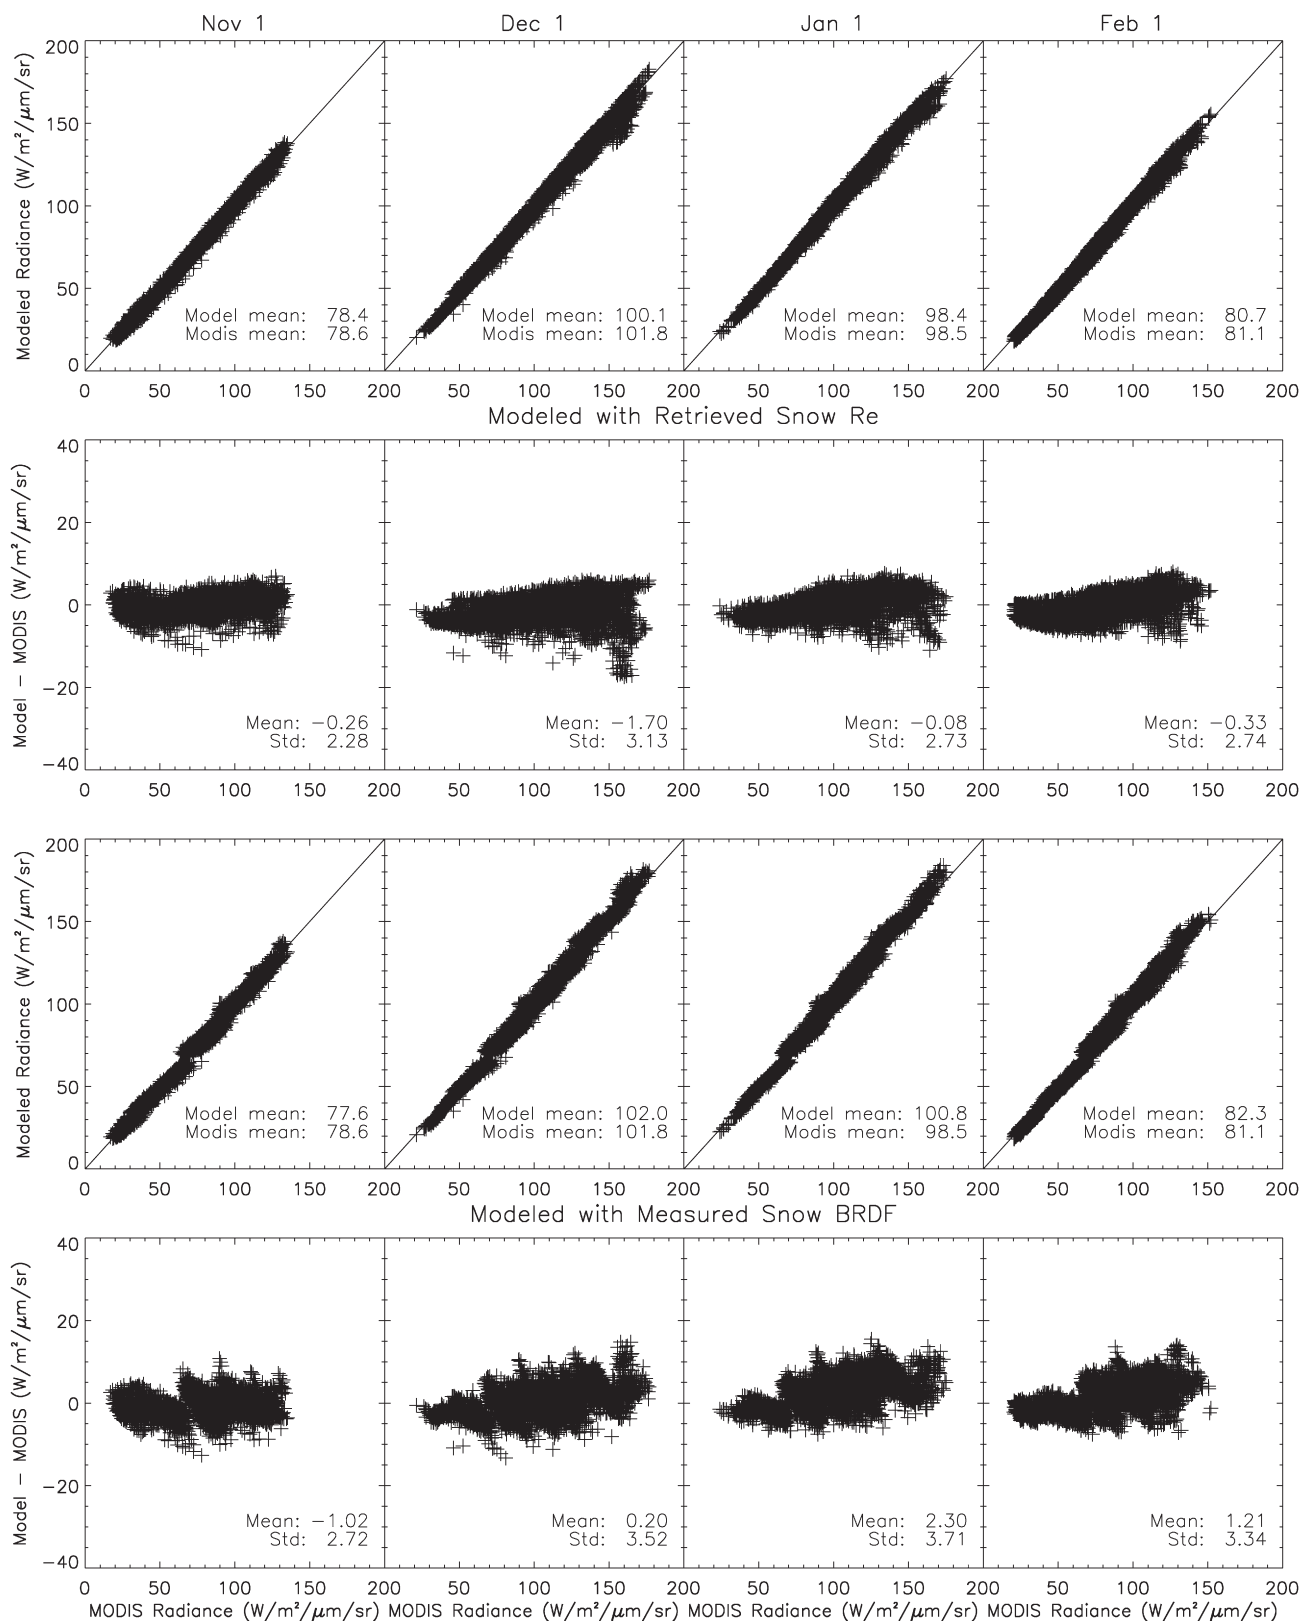 Nov 1 Dec 1 Jan 1 Feb 1
Modeled Radiance (W/m²/μm/sr)
200
150
100
50
0
Model mean: 78.4 Model mean: 100.1 Model mean: 98.4 Model mean: 80.7
Modis mean: 78.6 Modis mean: 101.8 Modis mean: 98.5 Modis mean: 81.1
0 50 100 150 200 50 100 150 200 50 100 150 200 50 100 150 200
Modeled with Retrieved Snow Re
Model − MODIS (W/m²/μm/sr)
40
20
0
−20
−40
Mean: −0.26 Mean: −1.70 Mean: −0.08 Mean: −0.33
Std: 2.28 Std: 3.13 Std: 2.73 Std: 2.74
0 50 100 150 200 50 100 150 200 50 100 150 200 50 100 150 200
Modeled Radiance (W/m²/μm/sr)
200
150
100
50
0
Model mean: 77.6 Model mean: 102.0 Model mean: 100.8 Model mean: 82.3
Modis mean: 78.6 Modis mean: 101.8 Modis mean: 98.5 Modis mean: 81.1
0 50 100 150 200 50 100 150 200 50 100 150 200 50 100 150 200
Modeled with Measured Snow BRDF
Model − MODIS (W/m²/μm/sr)
40
20
0
−20
−40
Mean: −1.02 Mean: 0.20 Mean: 2.30 Mean: 1.21
Std: 2.72 Std: 3.52 Std: 3.71 Std: 3.34
0 50 100 150 200 50 100 150 200 50 100 150 200 50 100 150 200
MODIS Radiance (W/m²/μm/sr) MODIS Radiance (W/m²/μm/sr) MODIS Radiance (W/m²/μm/sr) MODIS Radiance (W/m²/μm/sr)